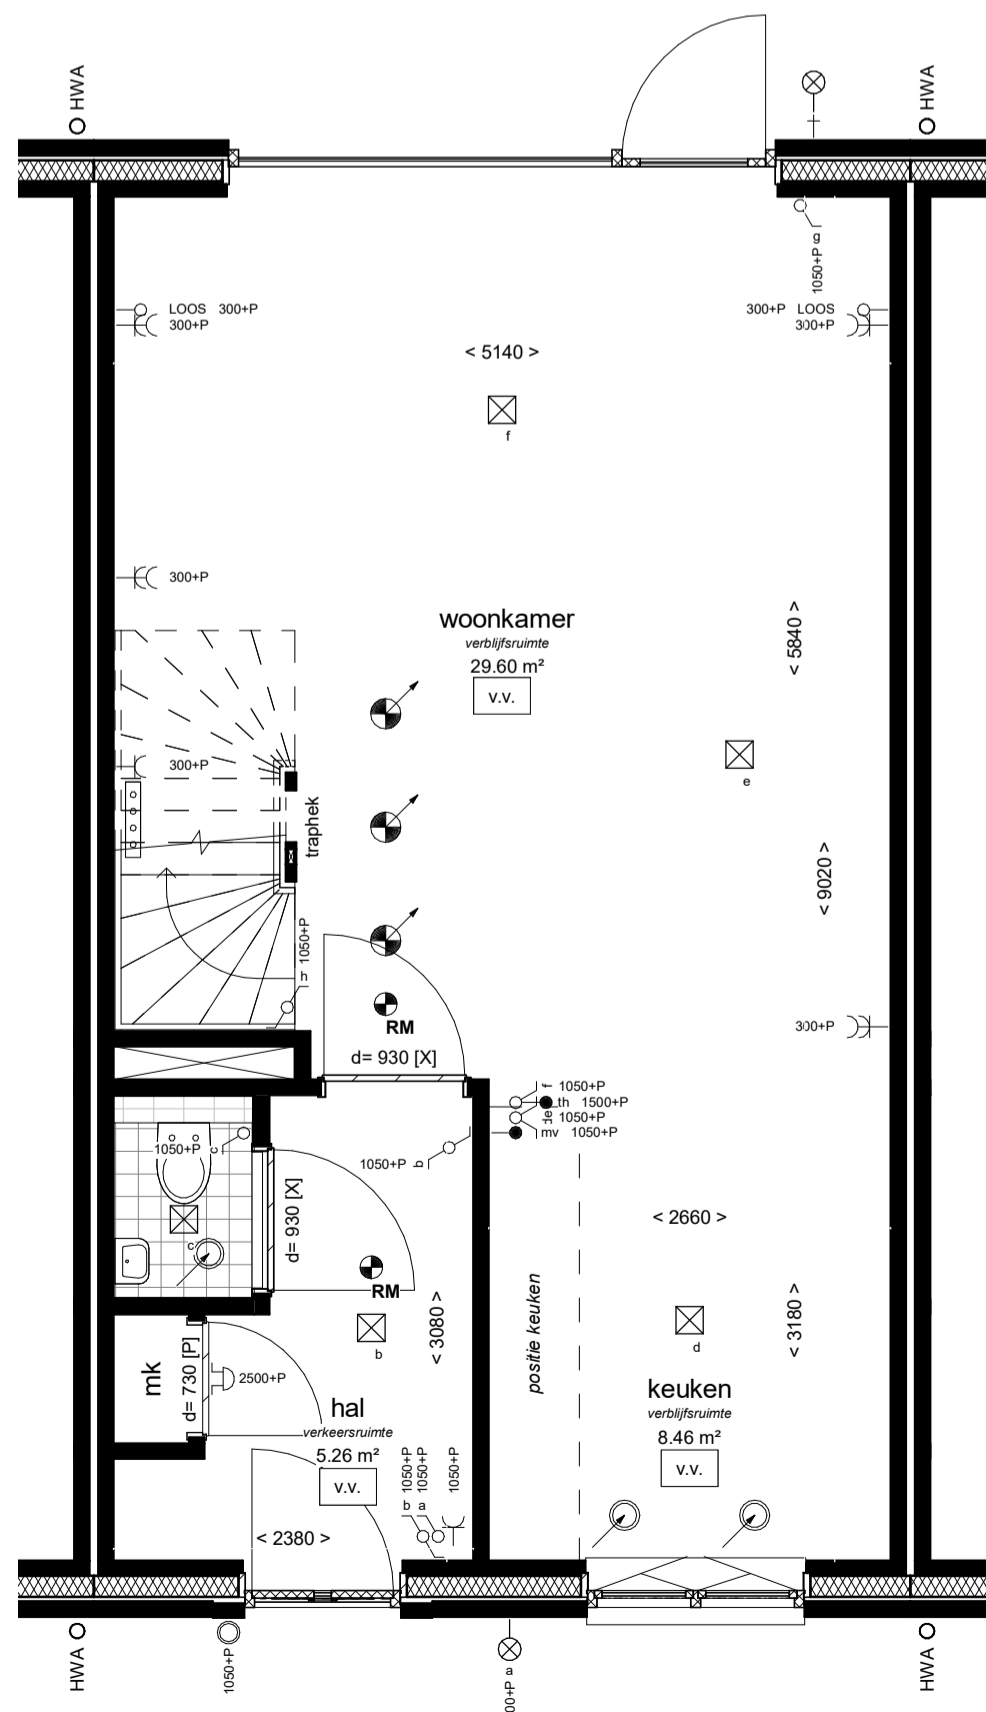 HWA
HWA
g
1050+P
LOOS 300+P
300+P
300+P LOOS
300+P
< 5140 >
f
300+P
woonkamer
verblijfsruimte
29.60 m²
v.v.
< 5840 >
300+P
e
traphek
< 9020 >
h 1050+P
RM
300+P
d= 930 [X]
f 1050+P
th 1500+P
de 1050+P
mv 1050+P
1050+P c
1050+P b
d= 930 [X]
c
< 2660 >
RM
positie keuken
< 3080 >
< 3180 >
b
d
mk
d= 730 [P]
2500+P
hal
verkeersruimte
5.26 m²
v.v.
keuken
verblijfsruimte
8.46 m²
v.v.
b 1050+P
a 1050+P
1050+P
< 2380 >
HWA
1050+P
00+P a
HWA